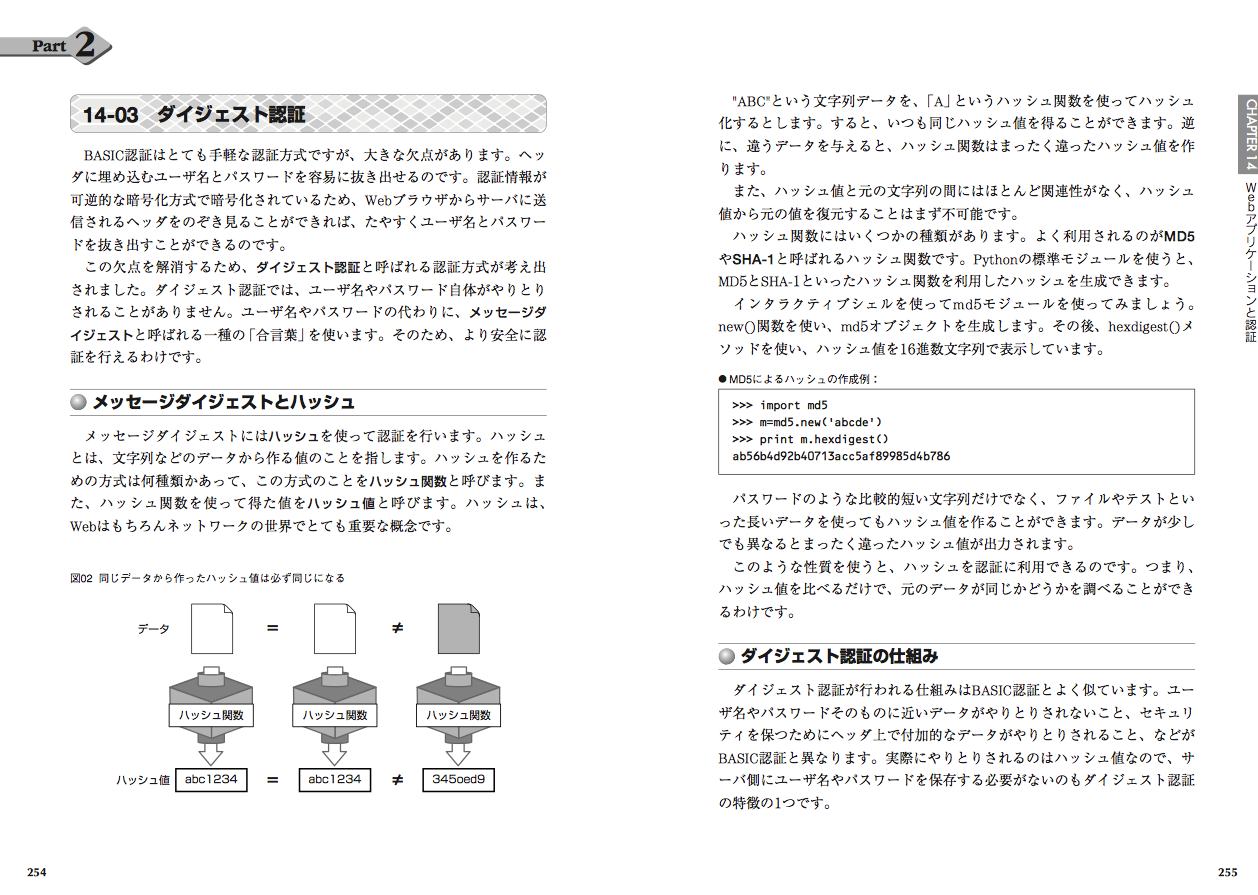 Part 2
14-03 ダイジェスト認証
BASIC認証はとても手軽な認証方式ですが、大きな欠点があります。ヘッ
ダに埋め込むユーザ名とパスワードを容易に抜き出せるのです。認証情報が
可逆的な暗号化方式で暗号化されているため、Webブラウザからサーバに送
信されるヘッダをのぞき見ることができれば、たやすくユーザ名とパスワー
ドを抜き出すことができるのです。
この欠点を解消するため、ダイジェスト認証と呼ばれる認証方式が考え出
されました。ダイジェスト認証では、ユーザ名やパスワード自体がやりとり
されることがありません。ユーザ名やパスワードの代わりに、メッセージダ
イジェストと呼ばれる一種の「合言葉」を使います。そのため、より安全に認
証を行えるわけです。
メッセージダイジェストとハッシュ
メッセージダイジェストにはハッシュを使って認証を行います。ハッシュ
とは、文字列などのデータから作る値のことを指します。ハッシュを作るた
めの方式は何種類かあって、この方式のことをハッシュ関数と呼びます。ま
た、ハッシュ関数を使って得た値をハッシュ値と呼びます。ハッシュは、
Webはもちろんネットワークの世界でとても重要な概念です。
図02 同じデータから作ったハッシュ値は必ず同じになる
データ = ≠
ハッシュ関数 ハッシュ関数 ハッシュ関数
ハッシュ値 abc1234 = abc1234 ≠ 345oed9
254
"ABC"という文字列データを、「A」というハッシュ関数を使ってハッシュ
化するとします。すると、いつも同じハッシュ値を得ることができます。逆
に、違うデータを与えると、ハッシュ関数はまったく違ったハッシュ値を作
ります。
また、ハッシュ値と元の文字列の間にはほとんど関連性がなく、ハッシュ
値から元の値を復元することはまず不可能です。
ハッシュ関数にはいくつかの種類があります。よく利用されるのがMD5
やSHA-1と呼ばれるハッシュ関数です。Pythonの標準モジュールを使うと、
MD5とSHA-1といったハッシュ関数を利用したハッシュを生成できます。
インタラクティブシェルを使ってmd5モジュールを使ってみましょう。
new()関数を使い、md5オブジェクトを生成します。その後、hexdigest()メ
ソッドを使い、ハッシュ値を16進数文字列で表示しています。
●MD5によるハッシュの作成例：
>>> import md5
>>> m=md5.new('abcde')
>>> print m.hexdigest()
ab56b4d92b40713acc5af89985d4b786
パスワードのような比較的短い文字列だけでなく、ファイルやテストとい
った長いデータを使ってもハッシュ値を作ることができます。データが少し
でも異なるとまったく違ったハッシュ値が出力されます。
このような性質を使うと、ハッシュを認証に利用できるのです。つまり、
ハッシュ値を比べるだけで、元のデータが同じかどうかを調べることができ
るわけです。
ダイジェスト認証の仕組み
ダイジェスト認証が行われる仕組みはBASIC認証とよく似ています。ユー
ザ名やパスワードそのものに近いデータがやりとりされないこと、セキュリ
ティを保つためにヘッダ上で付加的なデータがやりとりされること、などが
BASIC認証と異なります。実際にやりとりされるのはハッシュ値なので、サ
ーバ側にユーザ名やパスワードを保存する必要がないのもダイジェスト認証
の特徴の1つです。
CHAPTER 14 Webアプリケーションと認証
255